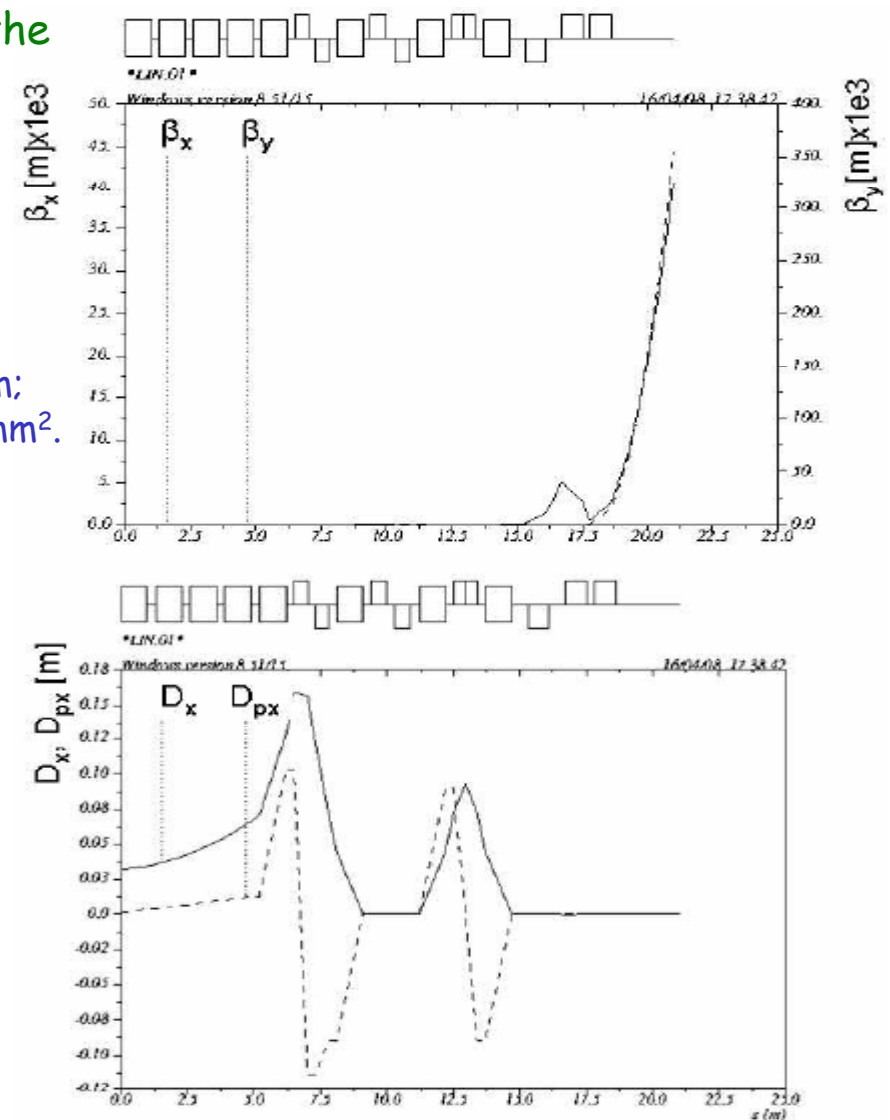 the
*LIN.01*
Windows version 8.51/15 16/04/08 17.38.42
βx [m]x1e3
βy [m]x1e3
βx βy
50.
45.
40.
35.
30.
25.
20.
15.
10.
5.
0.0
400.
350.
300.
250.
200.
150.
100.
50.
0.0
m;
mm².
0.0 2.5 5.0 7.5 10.0 12.5 15.0 17.5 20.0 22.5 25.0
*LIN.01*
Windows version 8.51/15 16/04/08 17.38.42
Dx, Dpx [m]
Dx Dpx
0.18
0.15
0.12
0.10
0.08
0.05
0.03
0.0
-0.02
-0.05
-0.08
-0.10
-0.12
0.0 2.5 5.0 7.5 10.0 12.5 15.0 17.5 20.0 22.5 25.0
s (m)